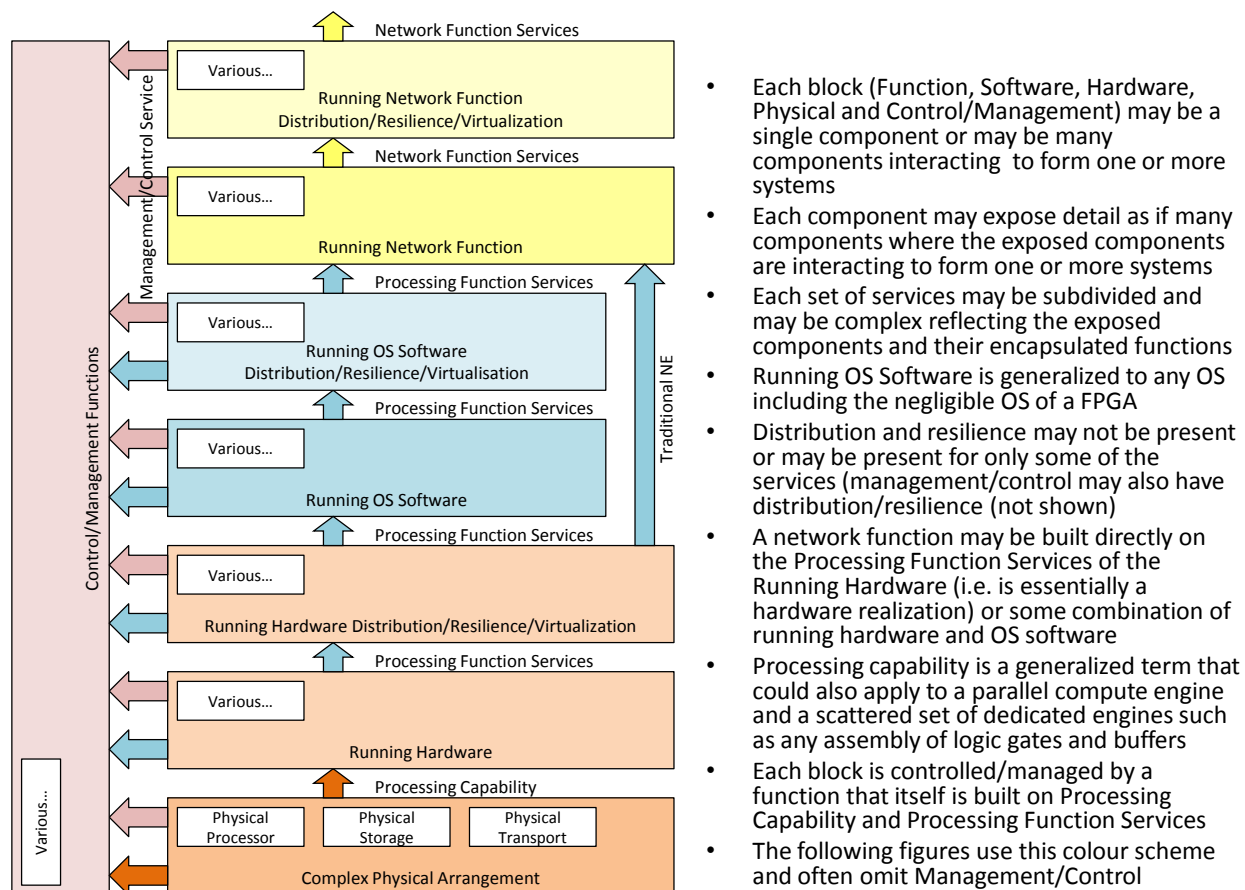 Network Function Services
Various...
Running Network Function
Distribution/Resilience/Virtualization
Network Function Services
Various...
Running Network Function
Processing Function Services
Various...
Running OS Software
Distribution/Resilience/Virtualisation
Processing Function Services
Various...
Running OS Software
Processing Function Services
Various...
Running Hardware Distribution/Resilience/Virtualization
Processing Function Services
Various...
Running Hardware
Processing Capability
Physical
Processor
Physical
Storage
Physical
Transport
Complex Physical Arrangement
Management/Control Service
Control/Management Functions
Various...
Traditional NE
• Each block (Function, Software, Hardware,
Physical and Control/Management) may be a
single component or may be many
components interacting to form one or more
systems
• Each component may expose detail as if many
components where the exposed components
are interacting to form one or more systems
• Each set of services may be subdivided and
may be complex reflecting the exposed
components and their encapsulated functions
• Running OS Software is generalized to any OS
including the negligible OS of a FPGA
• Distribution and resilience may not be present
or may be present for only some of the
services (management/control may also have
distribution/resilience (not shown)
• A network function may be built directly on
the Processing Function Services of the
Running Hardware (i.e. is essentially a
hardware realization) or some combination of
running hardware and OS software
• Processing capability is a generalized term that
could also apply to a parallel compute engine
and a scattered set of dedicated engines such
as any assembly of logic gates and buffers
• Each block is controlled/managed by a
function that itself is built on Processing
Capability and Processing Function Services
• The following figures use this colour scheme
and often omit Management/Control